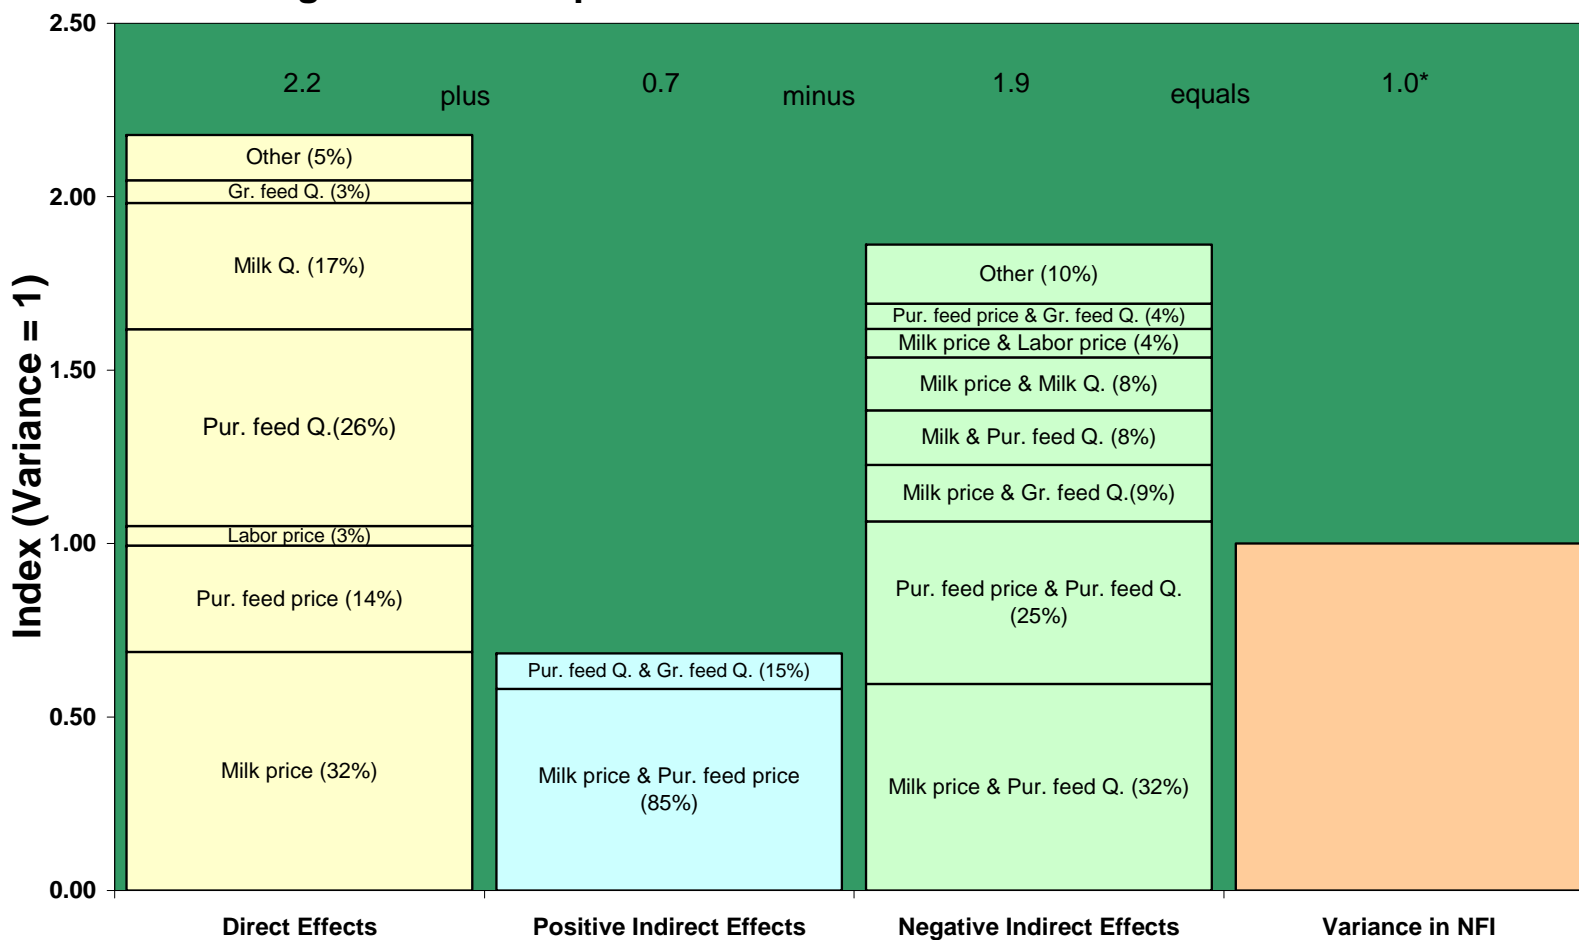 2.50
2.2 plus 0.7 minus 1.9 equals 1.0*
Other (5%)
Gr. feed Q. (3%)
Milk Q. (17%)
Pur. feed Q.(26%)
Labor price (3%)
Pur. feed price (14%)
Milk price (32%)
Pur. feed Q. & Gr. feed Q. (15%)
Milk price & Pur. feed price
(85%)
Other (10%)
Pur. feed price & Gr. feed Q. (4%)
Milk price & Labor price (4%)
Milk price & Milk Q. (8%)
Milk & Pur. feed Q. (8%)
Milk price & Gr. feed Q.(9%)
Pur. feed price & Pur. feed Q.
(25%)
Milk price & Pur. feed Q. (32%)
2.00
1.50
1.00
0.50
0.00
Index (Variance = 1)
Direct Effects
Positive Indirect Effects
Negative Indirect Effects
Variance in NFI